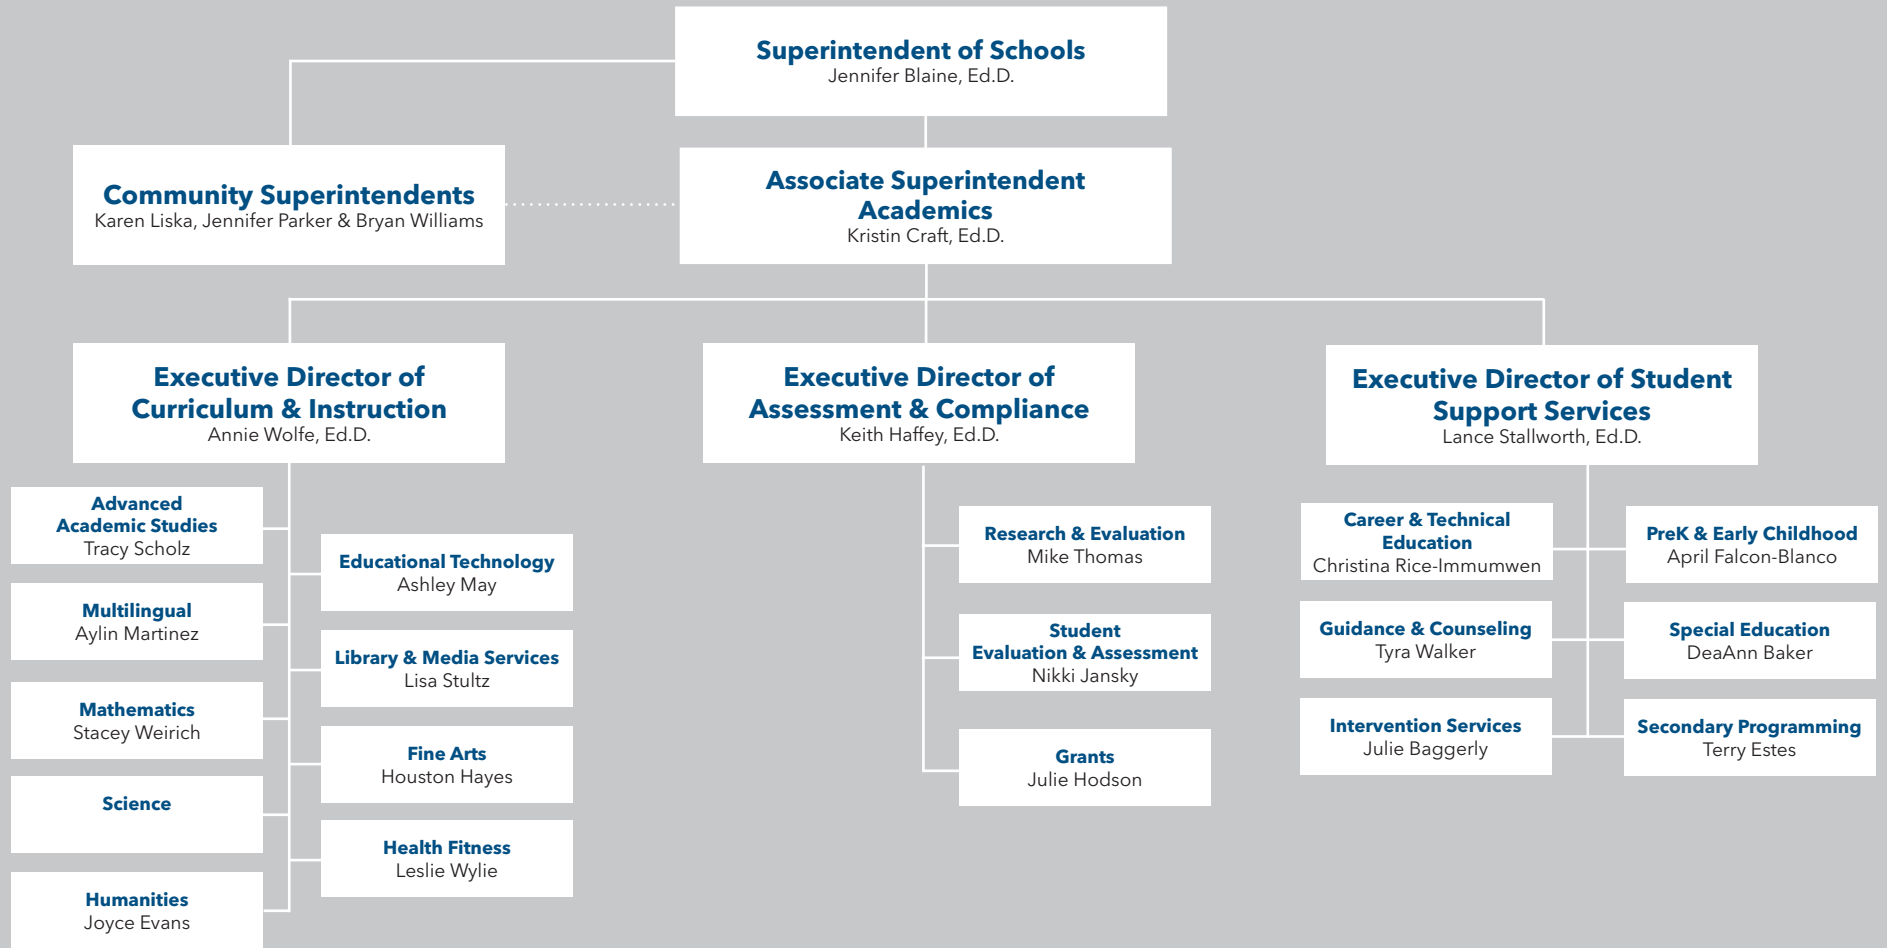 Superintendent of Schools
Jennifer Blaine, Ed.D.
Community Superintendents
Karen Liska, Jennifer Parker & Bryan Williams
Associate Superintendent
Academics
Kristin Craft, Ed.D.
Executive Director of
Curriculum & Instruction
Annie Wolfe, Ed.D.
Executive Director of
Assessment & Compliance
Keith Haffey, Ed.D.
Executive Director of Student
Support Services
Lance Stallworth, Ed.D.
Advanced
Academic Studies
Tracy Scholz
Multilingual
Aylin Martinez
Mathematics
Stacey Weirich
Science
Humanities
Joyce Evans
Educational Technology
Ashley May
Library & Media Services
Lisa Stultz
Fine Arts
Houston Hayes
Health Fitness
Leslie Wylie
Research & Evaluation
Mike Thomas
Student
Evaluation & Assessment
Nikki Jansky
Grants
Julie Hodson
Career & Technical
Education
Christina Rice-Immumwen
Guidance & Counseling
Tyra Walker
Intervention Services
Julie Baggerly
PreK & Early Childhood
April Falcon-Blanco
Special Education
DeaAnn Baker
Secondary Programming
Terry Estes